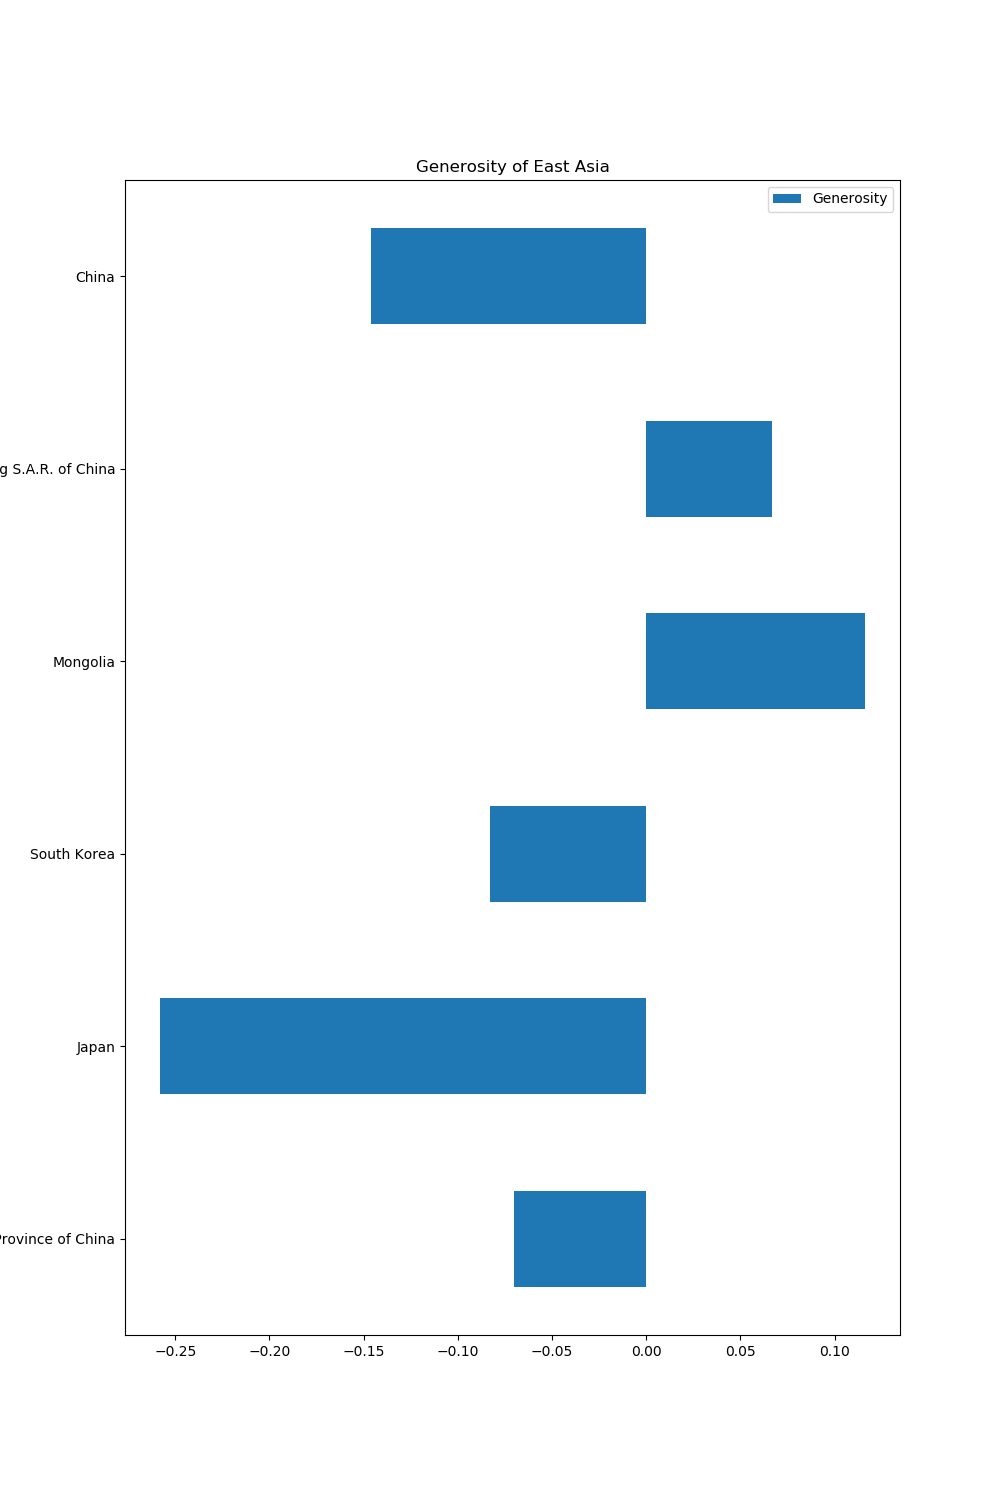 Generosity of East Asia
Generosity
China
g S.A.R. of China
Mongolia
South Korea
Japan
Province of China
−0.25 −0.20 −0.15 −0.10 −0.05 0.00 0.05 0.10